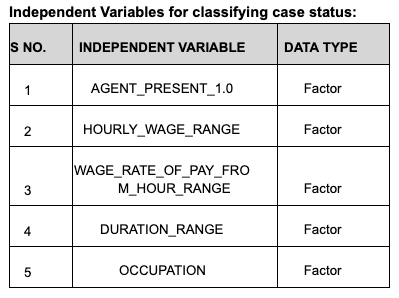 Independent Variables for classifying case status:
S NO. INDEPENDENT VARIABLE DATA TYPE
1 AGENT_PRESENT_1.0 Factor
2 HOURLY_WAGE_RANGE Factor
WAGE_RATE_OF_PAY_FRO
3 M_HOUR_RANGE Factor
4 DURATION_RANGE Factor
5 OCCUPATION Factor